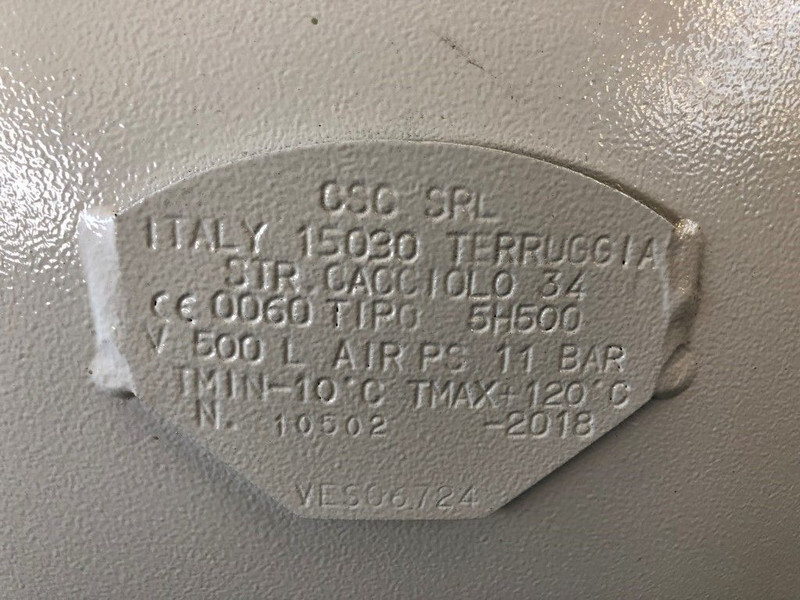 CSC SRL
ITALY 15030 TERRUGGIA
STR. CACCIOLO 34
CE 0060 TIPO 5H500
V 500 L AIR PS 11 BAR
TMIN-10°C TMAX+120°C
N. 10502 -2018
VES06724